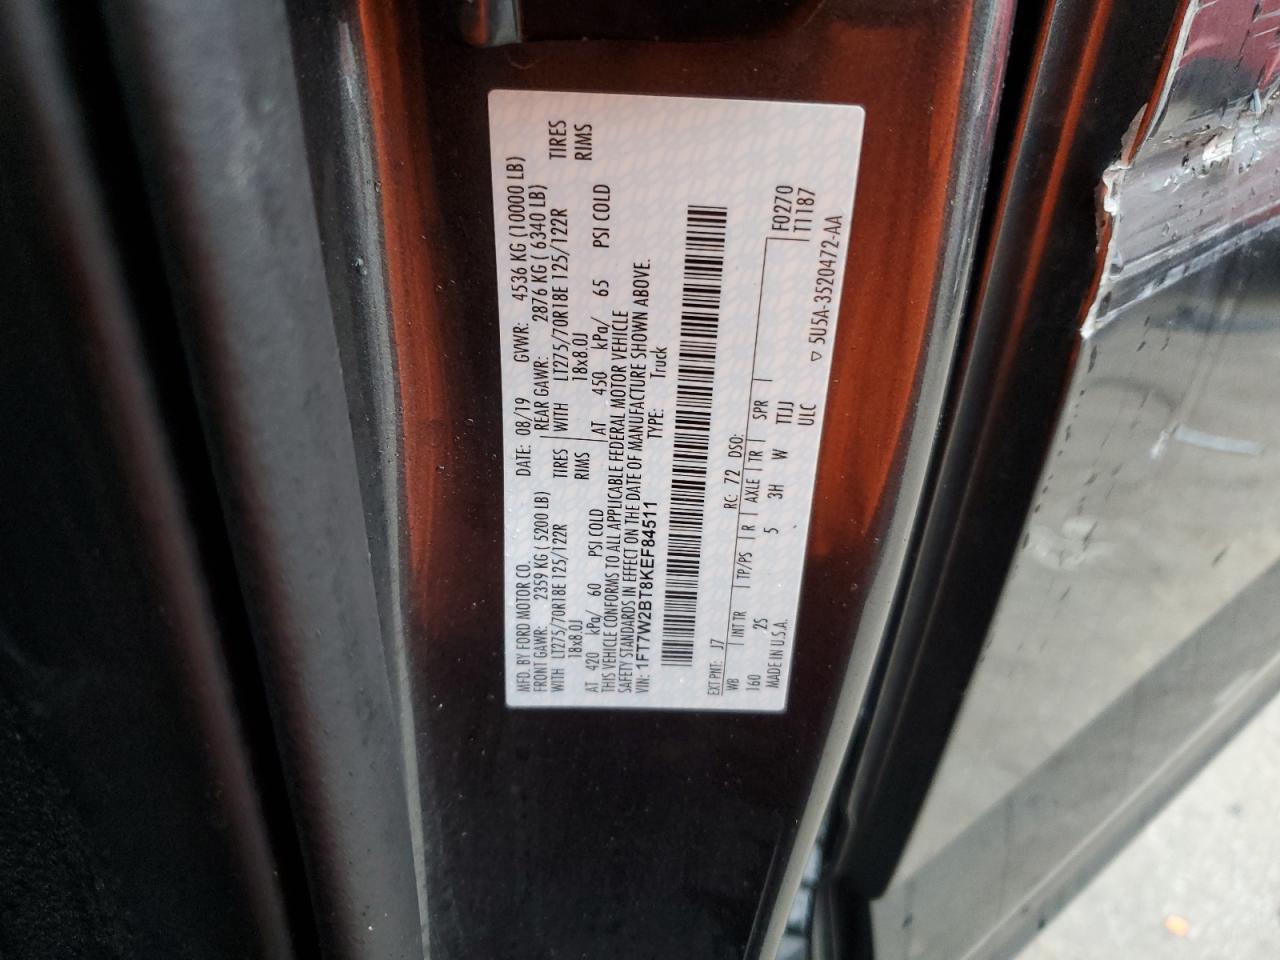 MFD. BY FORD MOTOR CO. DATE: 08/19 GVWR: 4536 KG (10000 LB)
FRONT GAWR: 2359 KG ( 5200 LB) REAR GAWR: 2876 KG ( 6340 LB)
WITH LT275/70R18E 125/122R TIRES WITH LT275/70R18E 125/122R TIRES
18x8.0J RIMS 18x8.0J RIMS
AT 420 kPa/ 60 PSI COLD AT 450 kPa/ 65 PSI COLD
THIS VEHICLE CONFORMS TO ALL APPLICABLE FEDERAL MOTOR VEHICLE
SAFETY STANDARDS IN EFFECT ON THE DATE OF MANUFACTURE SHOWN ABOVE.
VIN: 1FT7W2BT8KEF84511 TYPE: Truck
EXT PNT: J7 RC: 72 DSO: F0270
WB INT TR TP/PS R AXLE TR SPR T1187
160 2S 5 3H W TIJJ
MADE IN U.S.A. ULC ▽ 5U5A-3520472-AA